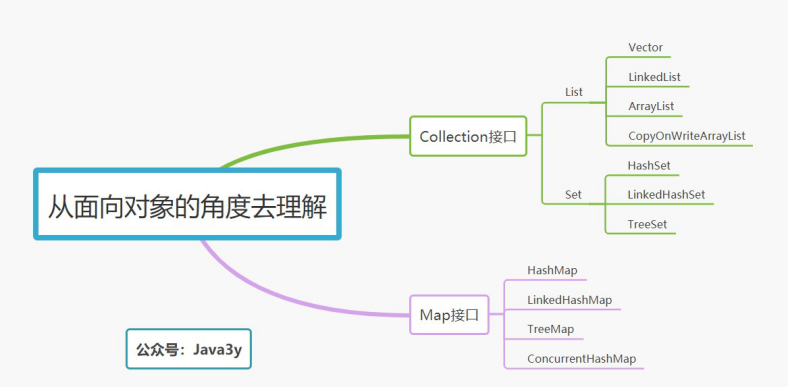 从面向对象的角度去理解
Collection接口
List
Vector
LinkedList
ArrayList
CopyOnWriteArrayList
Set
HashSet
LinkedHashSet
TreeSet
Map接口
HashMap
LinkedHashMap
TreeMap
ConcurrentHashMap
公众号：Java3y